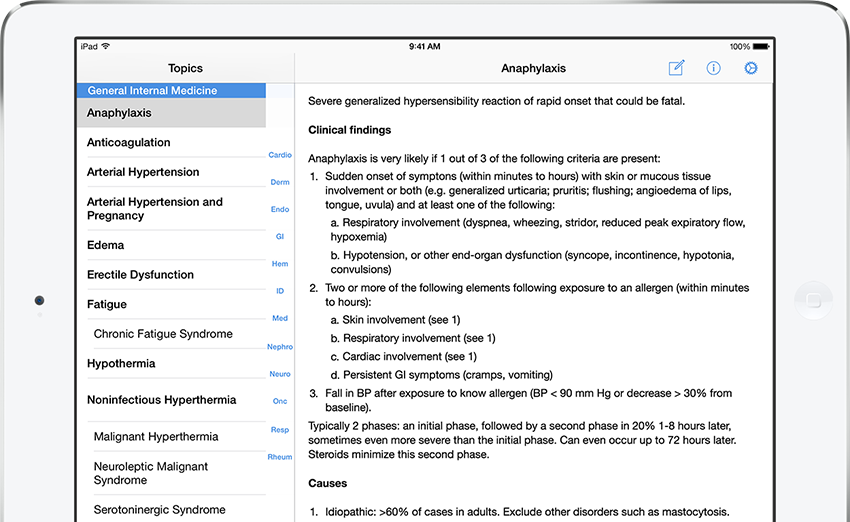 iPad
9:41 AM
100%
Topics
Anaphylaxis
General Internal Medicine
Anaphylaxis
Anticoagulation
Arterial Hypertension
Arterial Hypertension and
Pregnancy
Edema
Erectile Dysfunction
Fatigue
Chronic Fatigue Syndrome
Hypothermia
Noninfectious Hyperthermia
Malignant Hyperthermia
Neuroleptic Malignant
Syndrome
Serotoninergic Syndrome
Cardio
Derm
Endo
GI
Hem
ID
Med
Nephro
Neuro
Onc
Resp
Rheum
Severe generalized hypersensibility reaction of rapid onset that could be fatal.
Clinical findings
Anaphylaxis is very likely if 1 out of 3 of the following criteria are present:
1. Sudden onset of symptons (within minutes to hours) with skin or mucous tissue
involvement or both (e.g. generalized urticaria; pruritis; flushing; angioedema of lips,
tongue, uvula) and at least one of the following:
a. Respiratory involvement (dyspnea, wheezing, stridor, reduced peak expiratory flow,
hypoxemia)
b. Hypotension, or other end-organ dysfunction (syncope, incontinence, hypotonia,
convulsions)
2. Two or more of the following elements following exposure to an allergen (within minutes
to hours):
a. Skin involvement (see 1)
b. Respiratory involvement (see 1)
c. Cardiac involvement (see 1)
d. Persistent GI symptoms (cramps, vomiting)
3. Fall in BP after exposure to know allergen (BP < 90 mm Hg or decrease > 30% from
baseline).
Typically 2 phases: an initial phase, followed by a second phase in 20% 1-8 hours later,
sometimes even more severe than the initial phase. Can even occur up to 72 hours later.
Steroids minimize this second phase.
Causes
1. Idiopathic: >60% of cases in adults. Exclude other disorders such as mastocytosis.